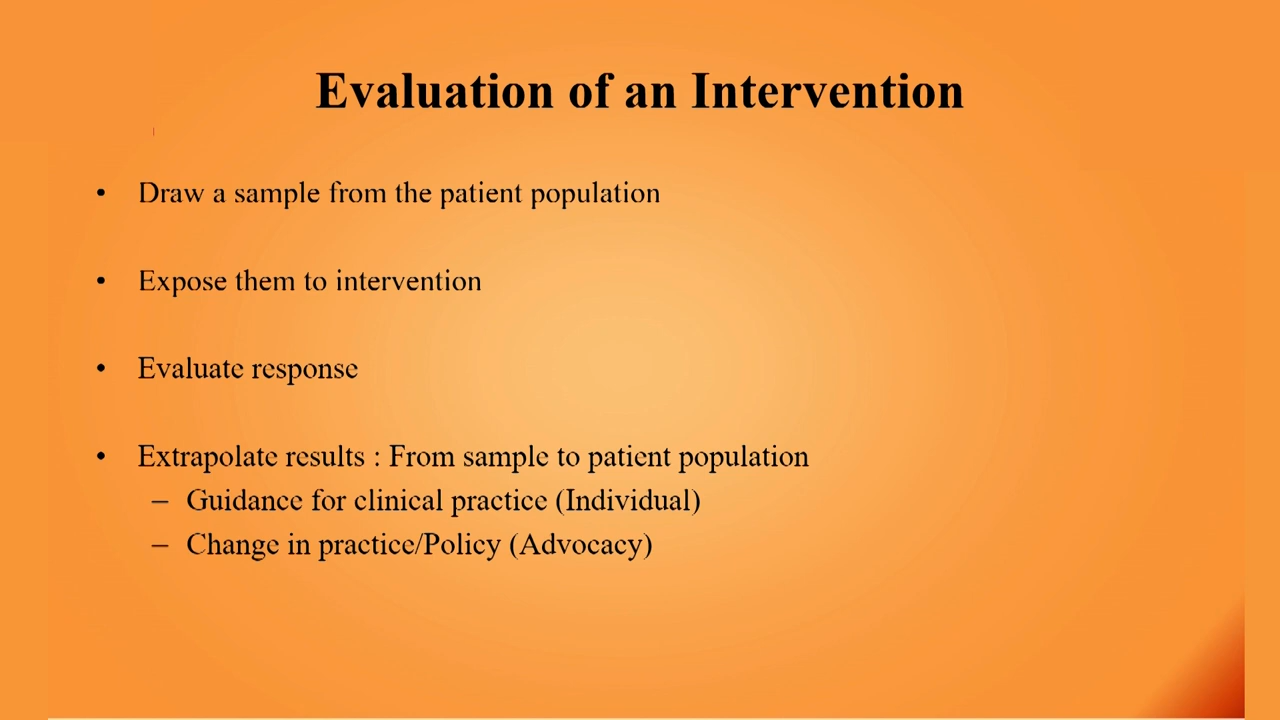 Evaluation of an Intervention
• Draw a sample from the patient population
• Expose them to intervention
• Evaluate response
• Extrapolate results : From sample to patient population
– Guidance for clinical practice (Individual)
– Change in practice/Policy (Advocacy)